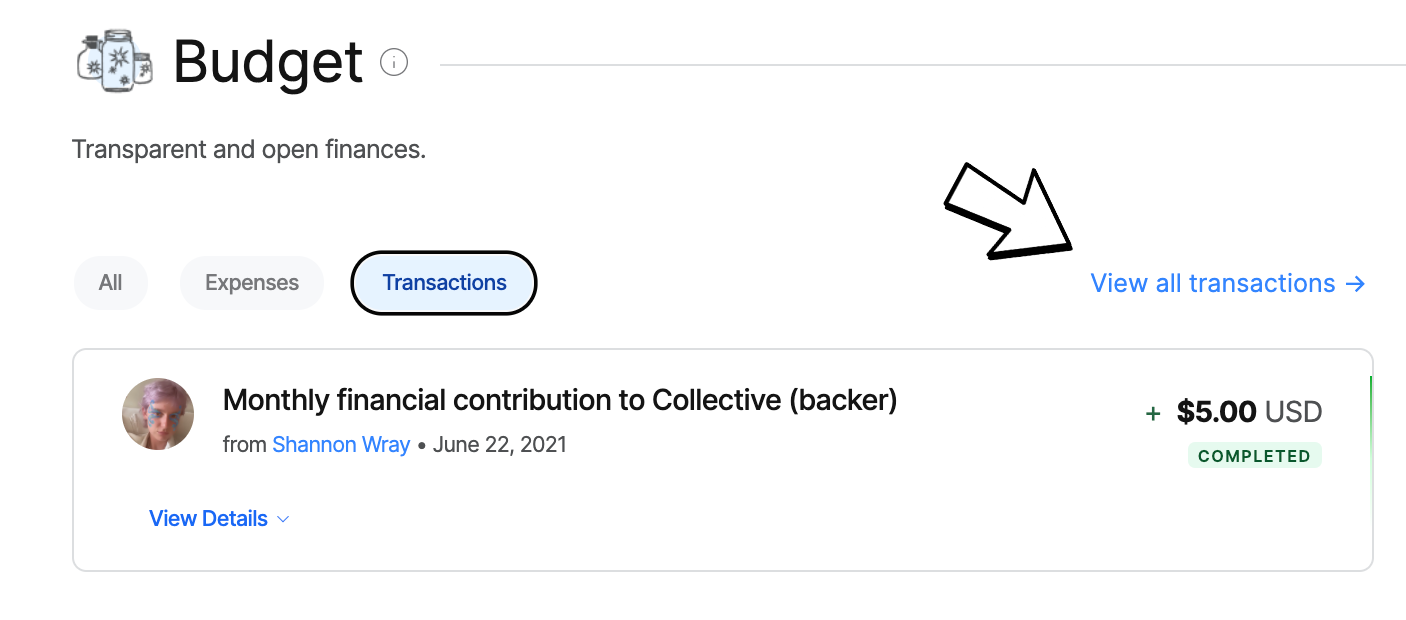 Budget
Transparent and open finances.
All Expenses Transactions View all transactions →
Monthly financial contribution to Collective (backer)
+ $5.00 USD
from Shannon Wray • June 22, 2021
COMPLETED
View Details